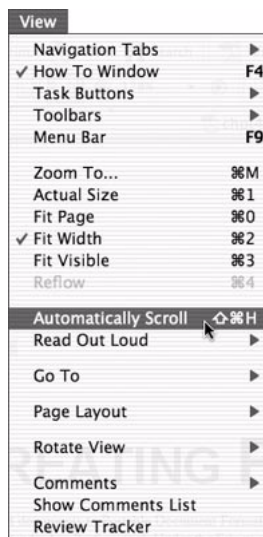 View
Navigation Tabs ▶
✓ How To Window F4
Task Buttons ▶
Toolbars ▶
Menu Bar F9
Zoom To... ⌘M
Actual Size ⌘1
Fit Page ⌘0
✓ Fit Width ⌘2
Fit Visible ⌘3
Reflow ⌘4
Automatically Scroll ⇧⌘H
Read Out Loud ▶
Go To ▶
Page Layout ▶
Rotate View ▶
Comments ▶
Show Comments List
Review Tracker